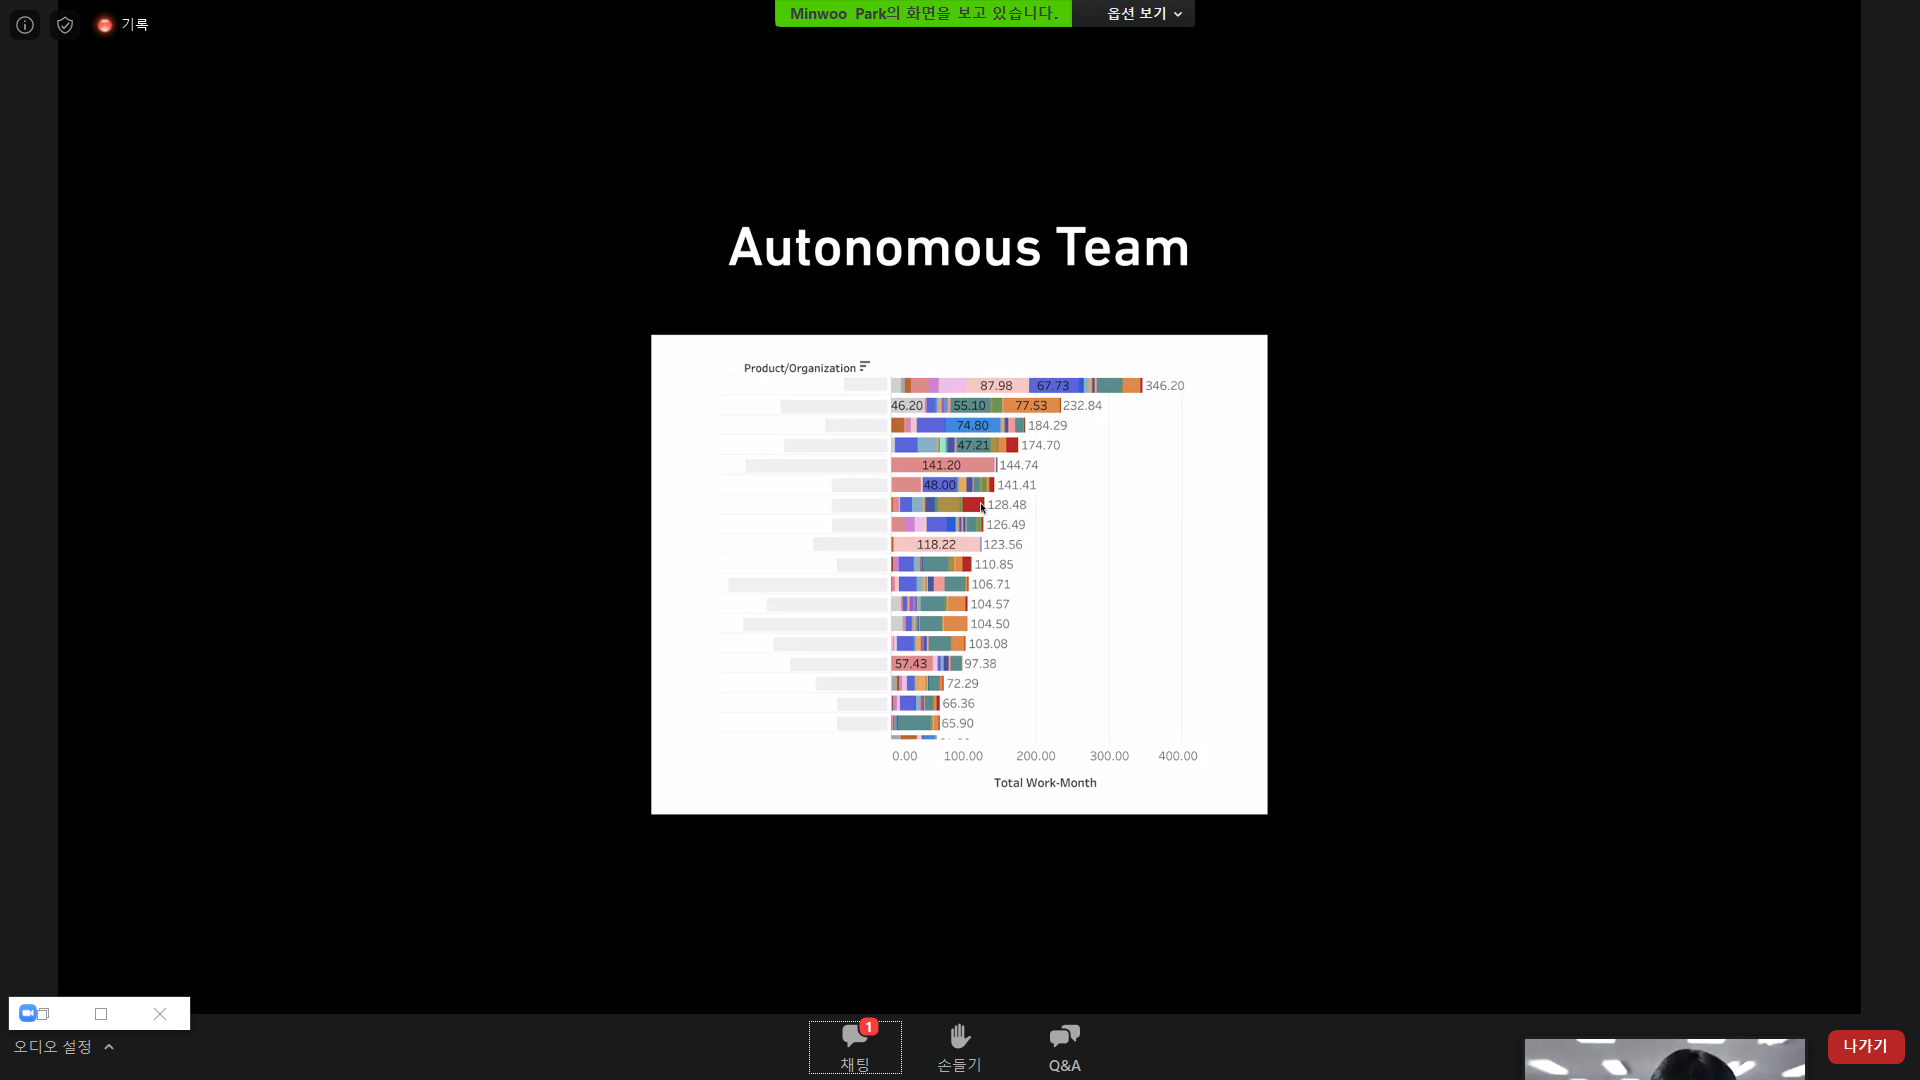 기록
Minwoo Park의 화면을 보고 있습니다.
옵션 보기
Autonomous Team
Product/Organization
87.98 67.73 346.20
46.20 55.10 77.53 232.84
74.80 184.29
47.21 174.70
141.20 144.74
48.00 141.41
128.48
126.49
118.22 123.56
110.85
106.71
104.57
104.50
103.08
57.43 97.38
72.29
66.36
65.90
0.00 100.00 200.00 300.00 400.00
Total Work-Month
오디오 설정
1
채팅
손들기
Q&A
나가기